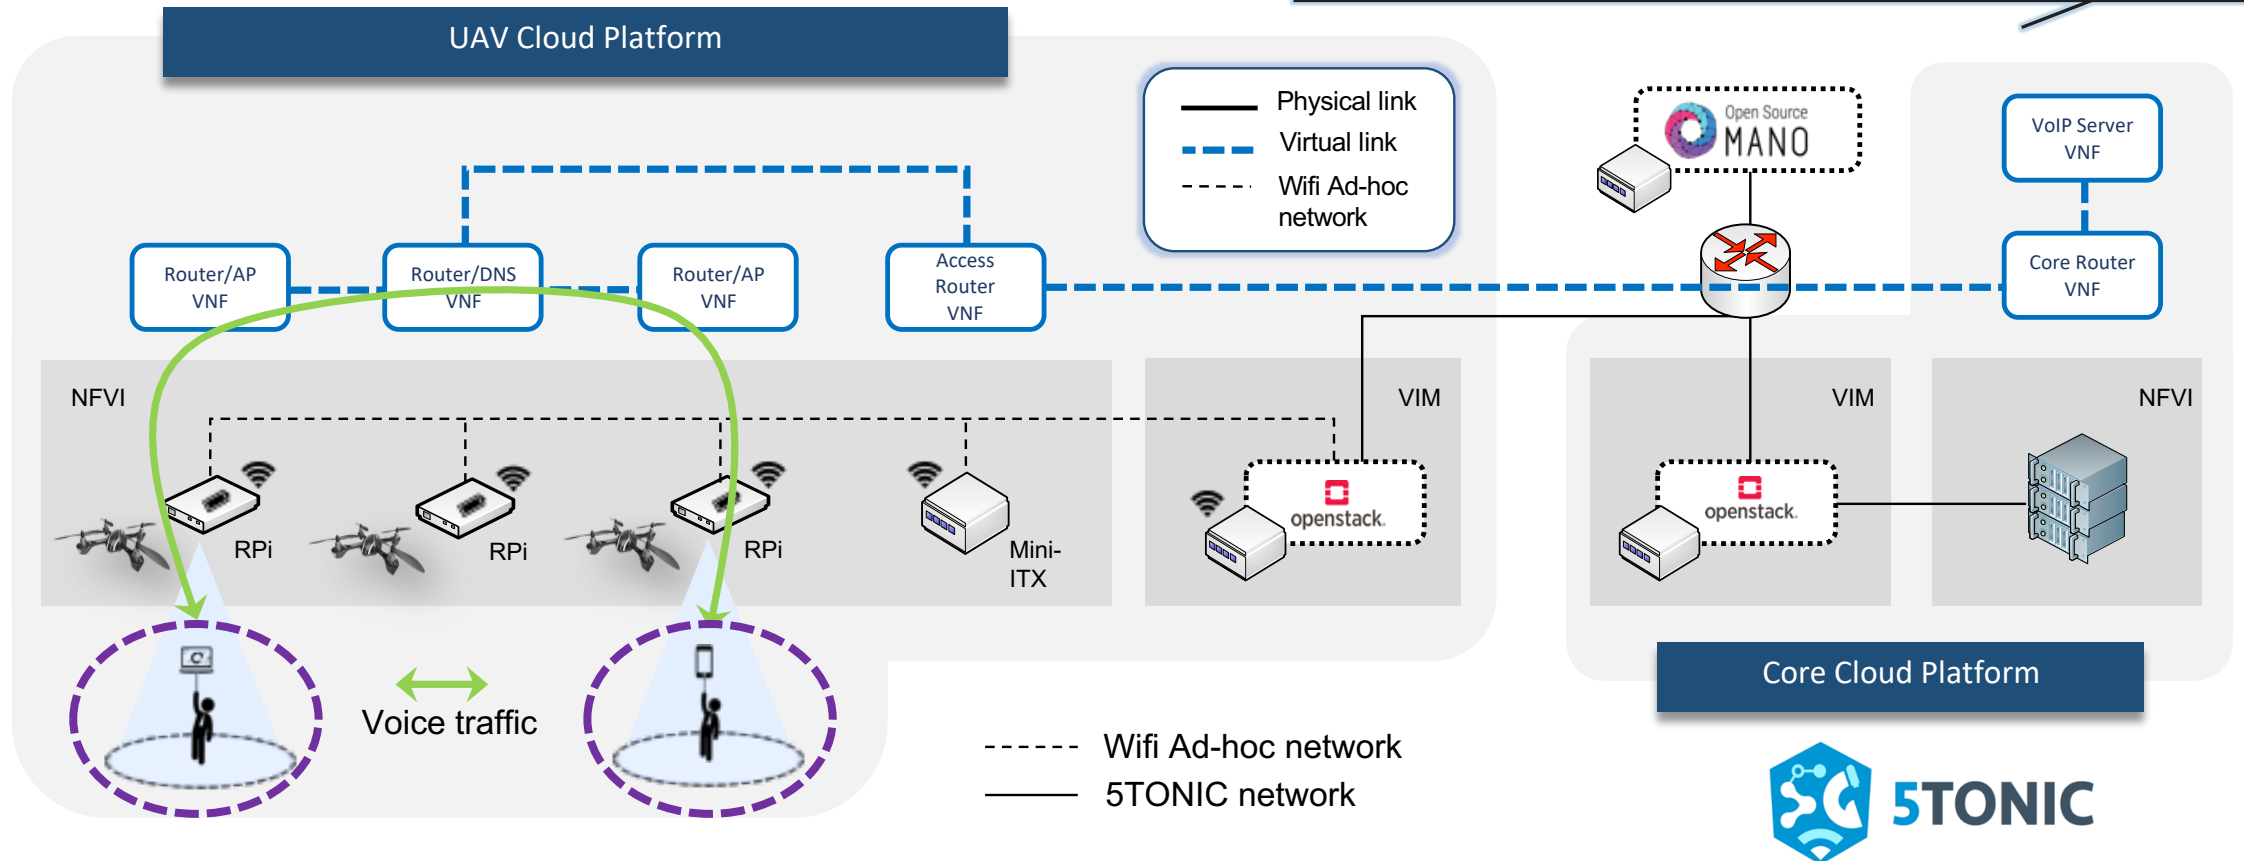 UAV Cloud Platform
Physical link
Virtual link
Wifi Ad-hoc
network
Open Source
MANO
VoIP Server
VNF
Router/AP
VNF
Router/DNS
VNF
Router/AP
VNF
Access
Router
VNF
Core Router
VNF
NFVI
VIM
VIM
NFVI
RPi
RPi
RPi
Mini-
ITX
openstack.
openstack.
Voice traffic
Core Cloud Platform
Wifi Ad-hoc network
5TONIC network
5TONIC